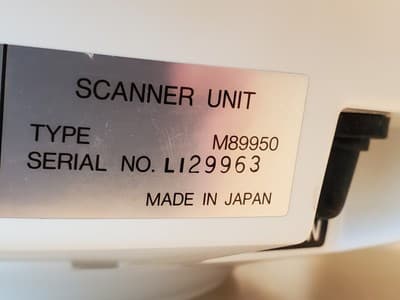 SCANNER UNIT
TYPE M89950
SERIAL NO. L129963
MADE IN JAPAN